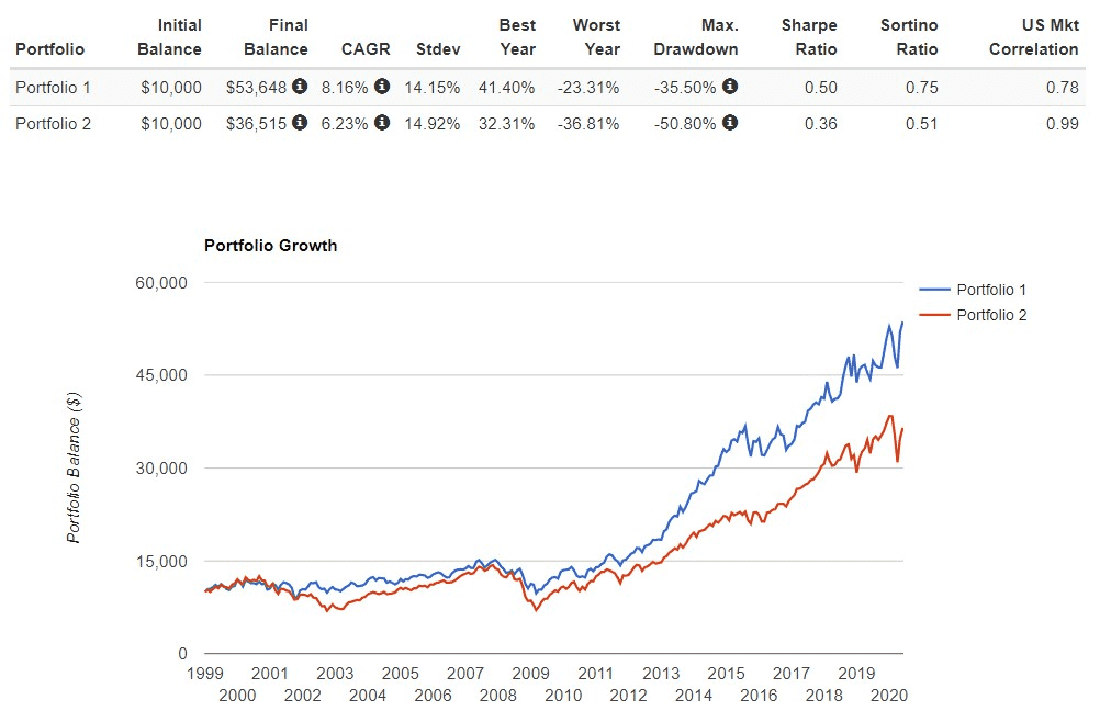 Portfolio Initial Balance Final Balance CAGR Stdev Best Year Worst Year Max. Drawdown Sharpe Ratio Sortino Ratio US Mkt Correlation
Portfolio 1 $10,000 $53,648 8.16% 14.15% 41.40% -23.31% -35.50% 0.50 0.75 0.78
Portfolio 2 $10,000 $36,515 6.23% 14.92% 32.31% -36.81% -50.80% 0.36 0.51 0.99
Portfolio Growth
60,000
45,000
30,000
15,000
0
Portfolio Balance ($)
Portfolio 1
Portfolio 2
1999 2001 2003 2005 2007 2009 2011 2013 2015 2017 2019
2000 2002 2004 2006 2008 2010 2012 2014 2016 2018 2020